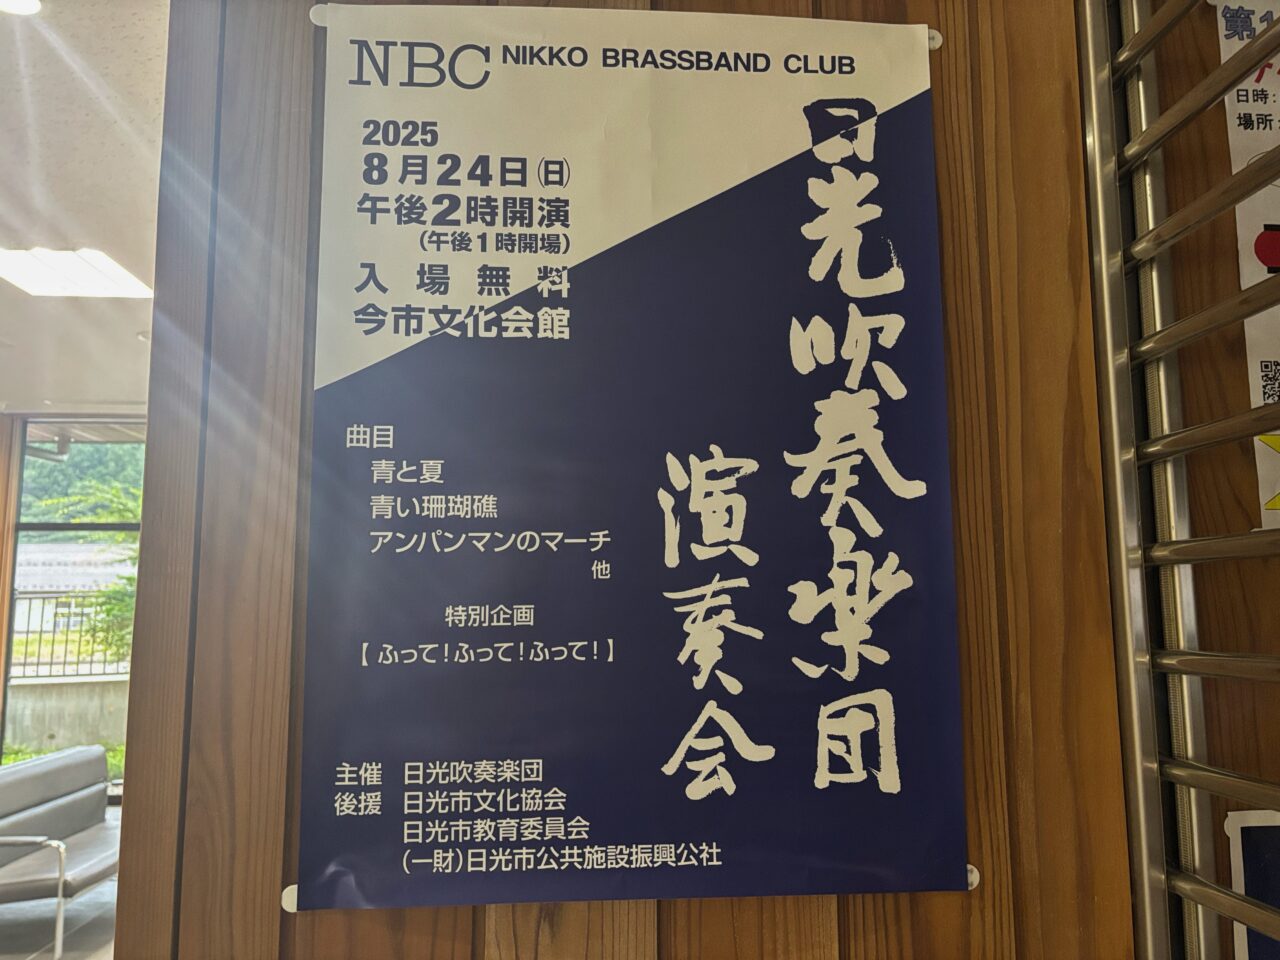 NBC NIKKO BRASSBAND CLUB
2025
8月24日(日)
午後2時開演
(午後1時開場)
入場無料
今市文化会館
日光吹奏楽団
演奏会
曲目
青と夏
青い珊瑚礁
アンパンマンのマーチ
他
特別企画
【ふって!ふって!ふって!】
主催 日光吹奏楽団
後援 日光市文化協会
日光市教育委員会
(一財)日光市公共施設振興公社
第1
日時:
場所: